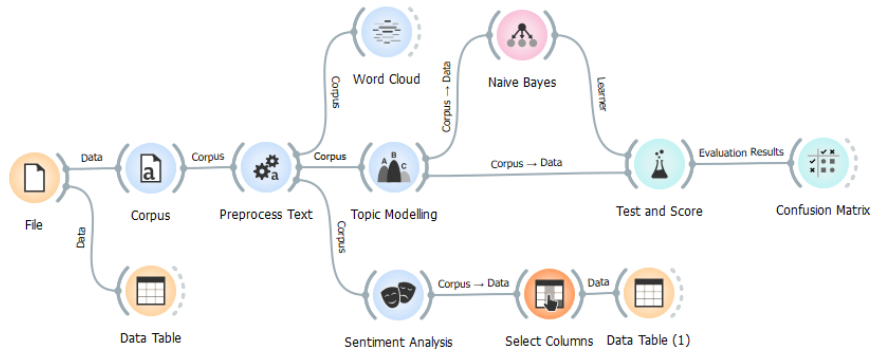 Word Cloud
Naive Bayes
Corpus
Corpus → Data
Learner
Data
Corpus
Corpus
Corpus → Data
Evaluation Results
a
a
A B C
File
Corpus
Preprocess Text
Topic Modelling
Test and Score
Confusion Matrix
Data
Corpus
Corpus → Data
Data
Data Table
Sentiment Analysis
Select Columns
Data Table (1)